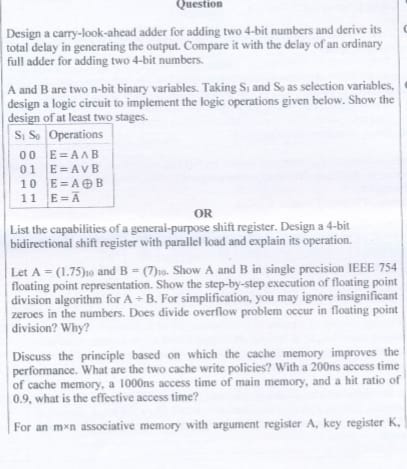 Question
Design a carry-look-ahead adder for adding two 4-bit numbers and derive its
total delay in generating the output. Compare it with the delay of an ordinary
full adder for adding two 4-bit numbers.
A and B are two n-bit binary variables. Taking S₁ and S₀ as selection variables,
design a logic circuit to implement the logic operations given below. Show the
design of at least two stages.
S₁ S₀ Operations
0 0 E = A ∧ B
0 1 E = A ∨ B
1 0 E = A ⊕ B
1 1 E = A̅
OR
List the capabilities of a general-purpose shift register. Design a 4-bit
bidirectional shift register with parallel load and explain its operation.
Let A = (1.75)₁₀ and B = (7)₁₀. Show A and B in single precision IEEE 754
floating point representation. Show the step-by-step execution of floating point
division algorithm for A ÷ B. For simplification, you may ignore insignificant
zeroes in the numbers. Does divide overflow problem occur in floating point
division? Why?
Discuss the principle based on which the cache memory improves the
performance. What are the two cache write policies? With a 200ns access time
of cache memory, a 1000ns access time of main memory, and a hit ratio of
0.9, what is the effective access time?
For an m×n associative memory with argument register A, key register K,